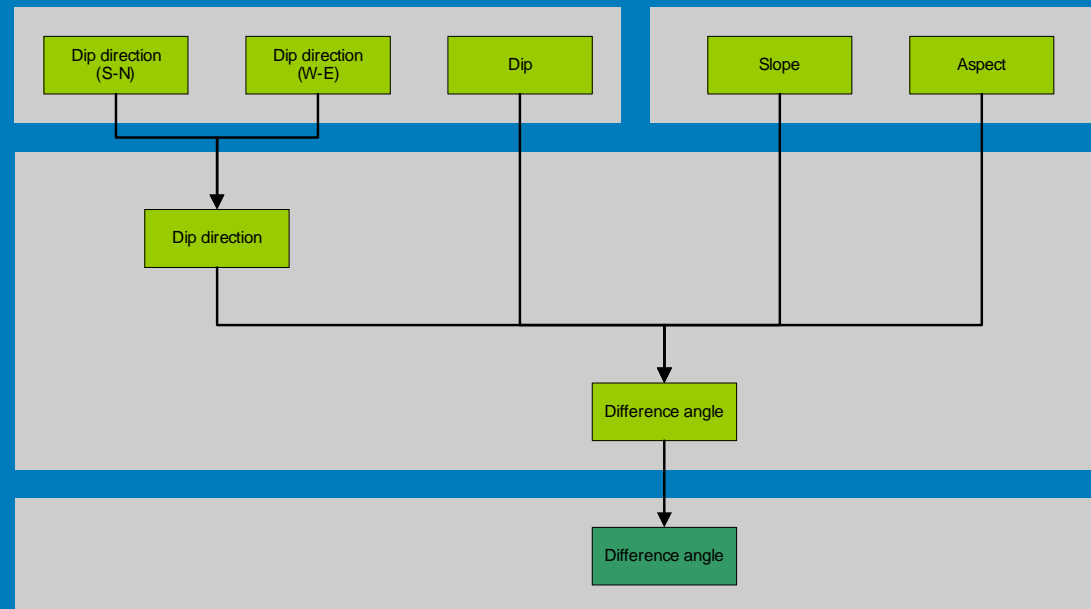 Dip direction
(S-N)
Dip direction
(W-E)
Dip
Slope
Aspect
Dip direction
Difference angle
Difference angle